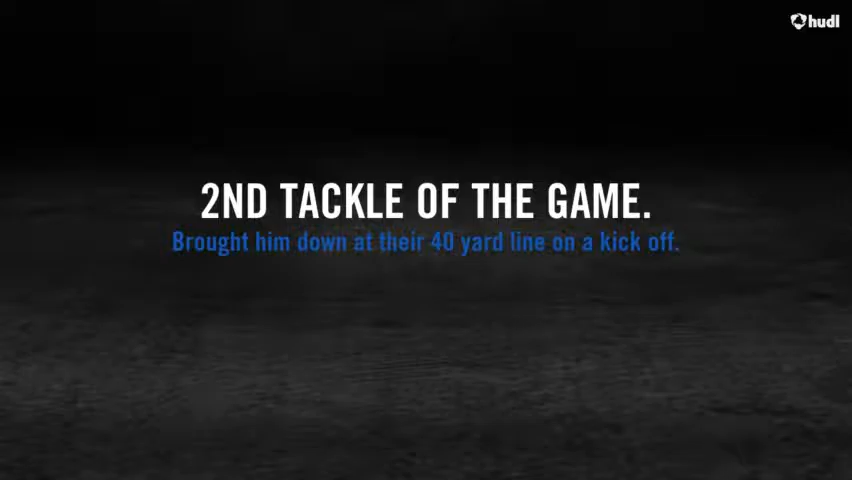 hudl
2ND TACKLE OF THE GAME.
Brought him down at their 40 yard line on a kick off.